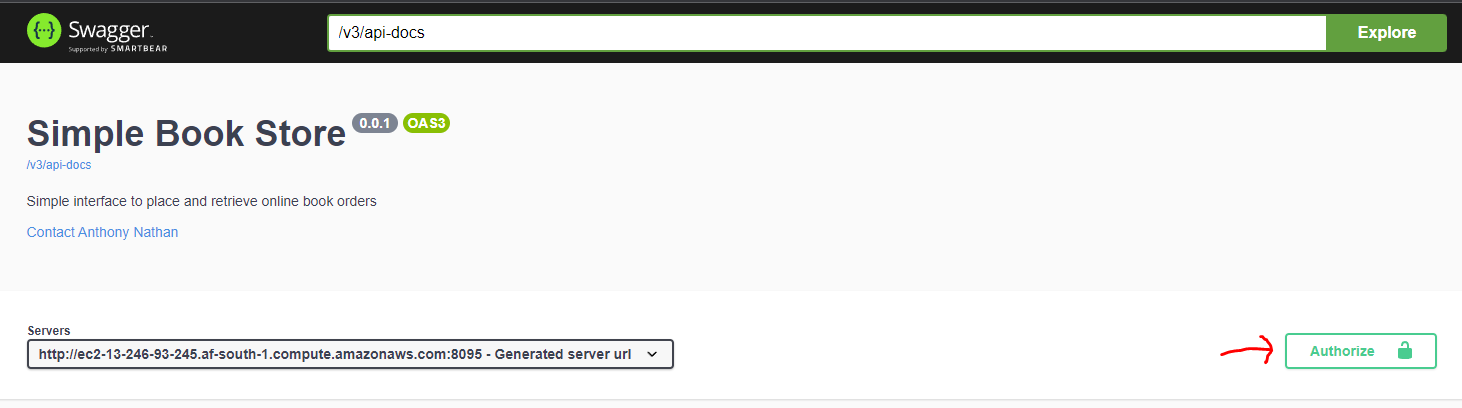 Swagger.
Supported by SMARTBEAR
/v3/api-docs
Explore
Simple Book Store 0.0.1 OAS3
/v3/api-docs
Simple interface to place and retrieve online book orders
Contact Anthony Nathan
Servers
http://ec2-13-246-93-245.af-south-1.compute.amazonaws.com:8095 - Generated server url
Authorize